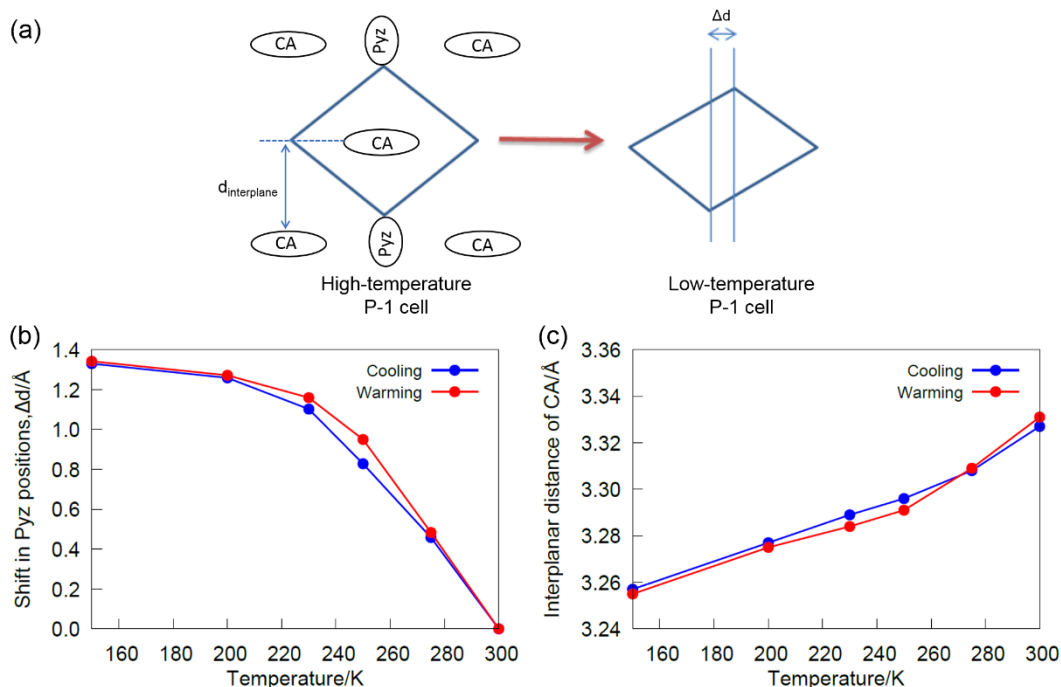 (a)
Δd
CA
Pyz
CA
CA
d interplane
CA
Pyz
CA
High-temperature
P-1 cell
Low-temperature
P-1 cell
(b)
1.4
1.2
1.0
0.8
0.6
0.4
0.2
0.0
Shift in Pyz positions,Δd/Å
Cooling
Warming
160 180 200 220 240 260 280 300
Temperature/K
(c)
3.36
3.34
3.32
3.30
3.28
3.26
3.24
Interplanar distance of CA/Å
Cooling
Warming
160 180 200 220 240 260 280 300
Temperature/K